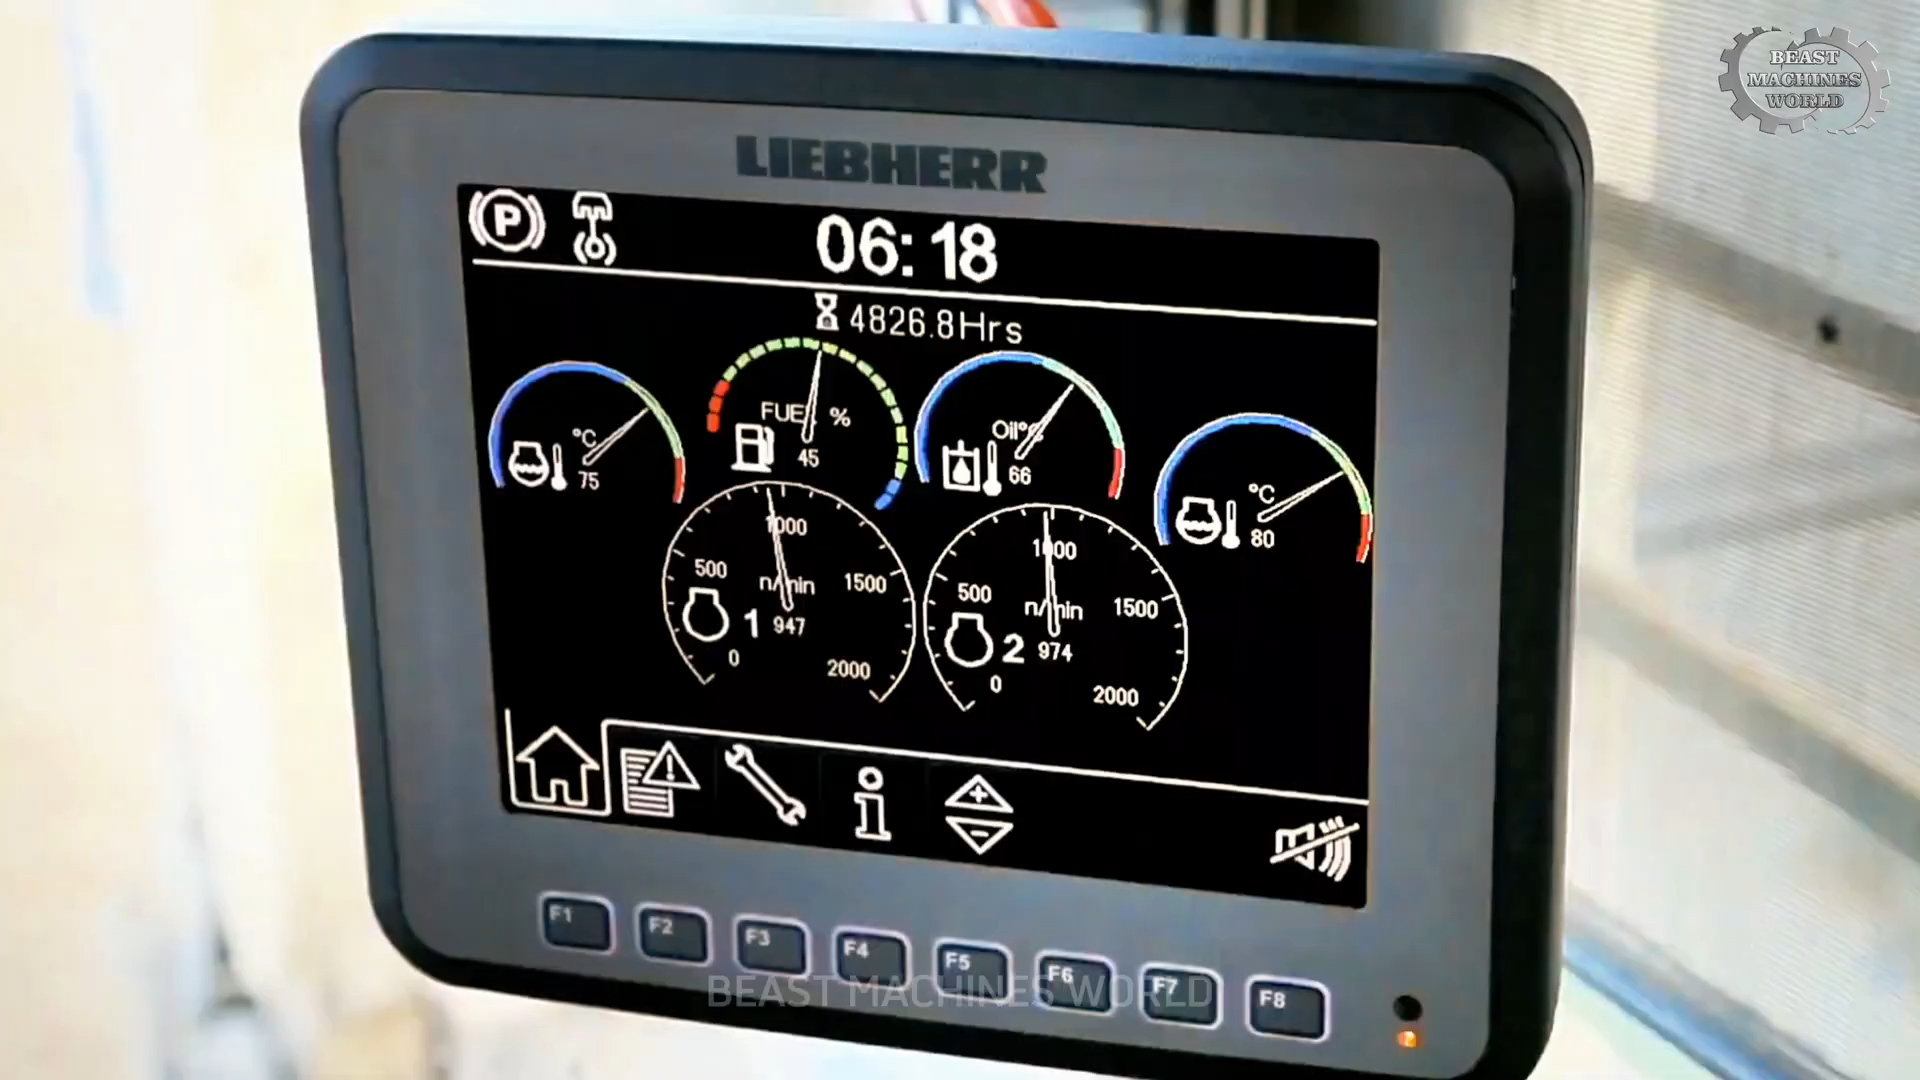 BEAST
MACHINES
WORLD
LIEBHERR
P
06:18
4826.8Hrs
°C
75
FUEL %
45
Oil°C
66
°C
80
1000
500
n/min
1500
1 947
0
2000
1000
500
n/min
1500
2 974
0
2000
F1 F2 F3 F4 F5 F6 F7 F8
BEAST MACHINES WORLD